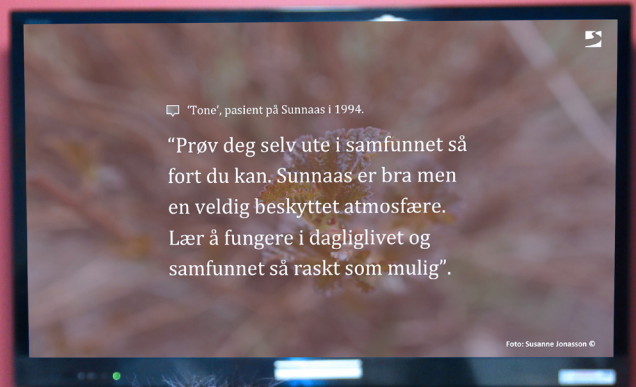 'Tone', pasient på Sunnaas i 1994.
“Prøv deg selv ute i samfunnet så
fort du kan. Sunnaas er bra men
en veldig beskyttet atmosfære.
Lær å fungere i dagliglivet og
samfunnet så raskt som mulig”.
Foto: Susanne Jonasson ©